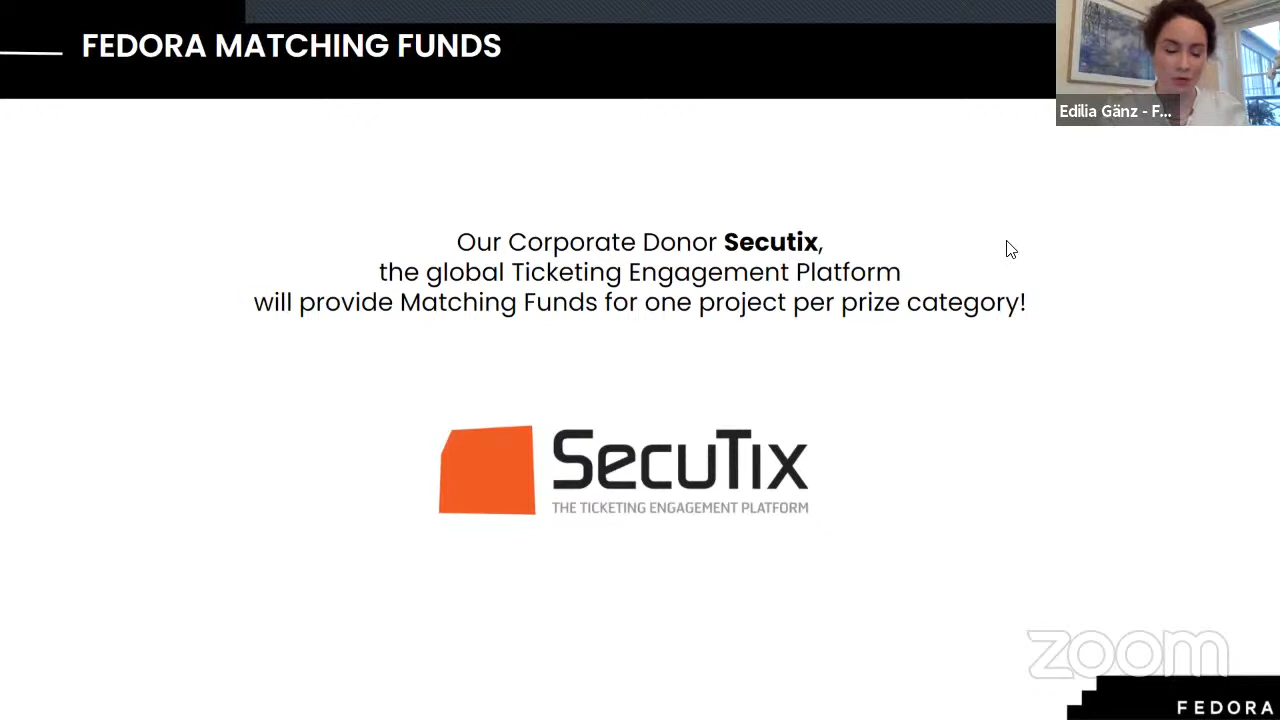 FEDORA MATCHING FUNDS
Edilia Gänz - F...
Our Corporate Donor Secutix,
the global Ticketing Engagement Platform
will provide Matching Funds for one project per prize category!
SECUTIX
THE TICKETING ENGAGEMENT PLATFORM
zoom
FEDORA